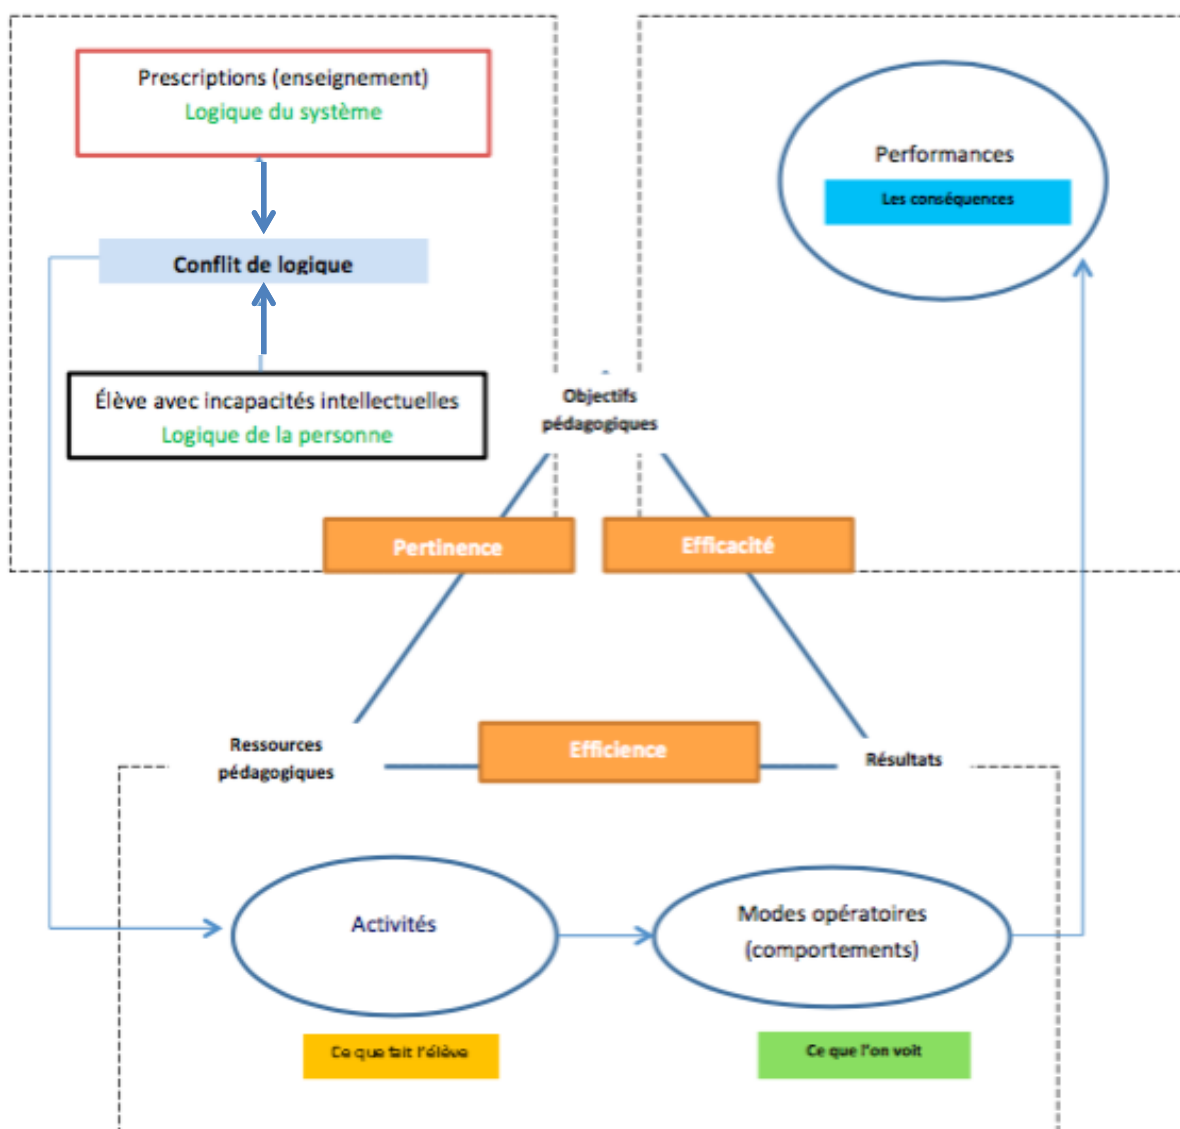 Prescriptions (enseignement)
Logique du système
Conflit de logique
Élève avec incapacités intellectuelles
Logique de la personne
Performances
Les conséquences
Objectifs
pédagogiques
Pertinence
Efficacité
Ressources
pédagogiques
Efficience
Résultats
Activités
Modes opératoires
(comportements)
Ce que fait l'élève
Ce que l'on voit